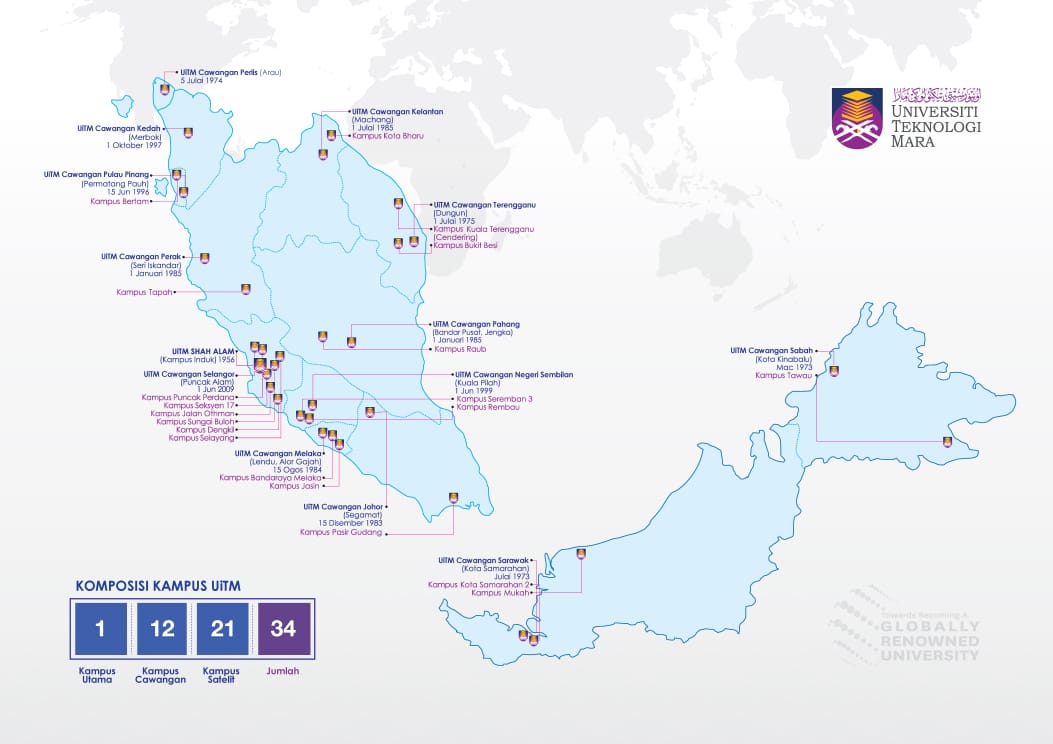 UiTM Cawangan Perlis (Arau)
5 Julai 1974
UiTM Cawangan Kedah
(Merbok)
1 Oktober 1997
UiTM Cawangan Pulau Pinang
(Permatang Pauh)
15 Jun 1996
Kampus Bertam
UiTM Cawangan Perak
(Seri Iskandar)
1 Januari 1985
Kampus Tapah
UiTM SHAH ALAM
(Kampus Induk) 1956
UiTM Cawangan Selangor
(Puncak Alam)
1 Jun 2009
Kampus Puncak Perdana
Kampus Seksyen 17
Kampus Jalan Othman
Kampus Sungai Buloh
Kampus Dengkil
Kampus Selayang
UiTM Cawangan Melaka
(Lendu, Alor Gajah)
15 Ogos 1984
Kampus Bandaraya Melaka
Kampus Jasin
UiTM Cawangan Johor
(Segamat)
15 Disember 1983
Kampus Pasir Gudang
UiTM Cawangan Kelantan
(Machang)
1 Julai 1985
Kampus Kota Bharu
UiTM Cawangan Terengganu
(Dungun)
1 Julai 1975
Kampus Kuala Terengganu
(Cendering)
Kampus Bukit Besi
UiTM Cawangan Pahang
(Bandar Pusat, Jengka)
1 Januari 1985
Kampus Raub
UiTM Cawangan Negeri Sembilan
(Kuala Pilah)
1 Jun 1999
Kampus Seremban 3
Kampus Rembau
UiTM Cawangan Sabah
(Kota Kinabalu)
Mac 1973
Kampus Tawau
UiTM Cawangan Sarawak
(Kota Samarahan)
Julai 1973
Kampus Kota Samarahan 2
Kampus Mukah
UNIVERSITI
TEKNOLOGI
MARA
KOMPOSISI KAMPUS UiTM
1 12 21 34
Kampus Utama
Kampus Cawangan
Kampus Satelit
Jumlah
Towards Becoming A
GLOBALLY
RENOWNED
UNIVERSITY